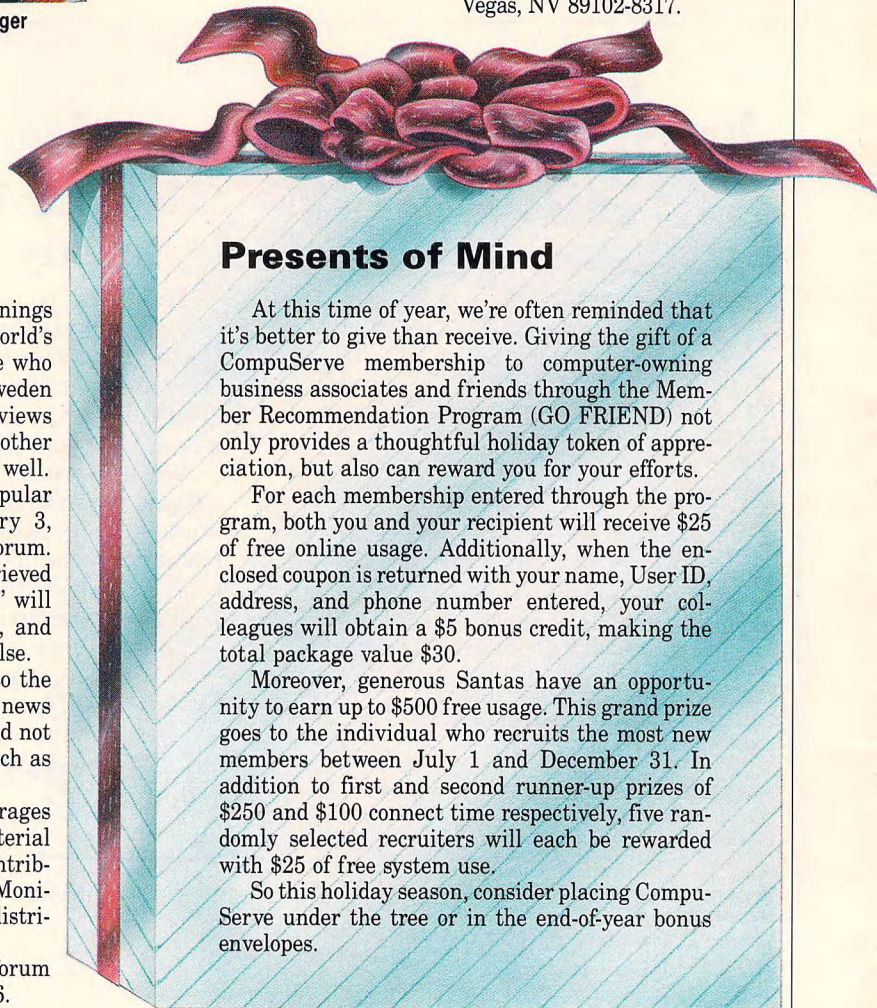 ger
Vegas, NV 89102-8317.
nings
orld's
e who
veden
views
other
well.
pular
ry 3,
orum.
ieved
" will
, and
lse.
o the
news
d not
ch as
rages
terial
ntrib-
Moni-
listri-
orum
6.
Presents of Mind
At this time of year, we're often reminded that
it's better to give than receive. Giving the gift of a
CompuServe membership to computer-owning
business associates and friends through the Mem-
ber Recommendation Program (GO FRIEND) not
only provides a thoughtful holiday token of appre-
ciation, but also can reward you for your efforts.
For each membership entered through the pro-
gram, both you and your recipient will receive $25
of free online usage. Additionally, when the en-
closed coupon is returned with your name, User ID,
address, and phone number entered, your col-
leagues will obtain a $5 bonus credit, making the
total package value $30.
Moreover, generous Santas have an opportu-
nity to earn up to $500 free usage. This grand prize
goes to the individual who recruits the most new
members between July 1 and December 31. In
addition to first and second runner-up prizes of
$250 and $100 connect time respectively, five ran-
domly selected recruiters will each be rewarded
with $25 of free system use.
So this holiday season, consider placing Compu-
Serve under the tree or in the end-of-year bonus
envelopes.